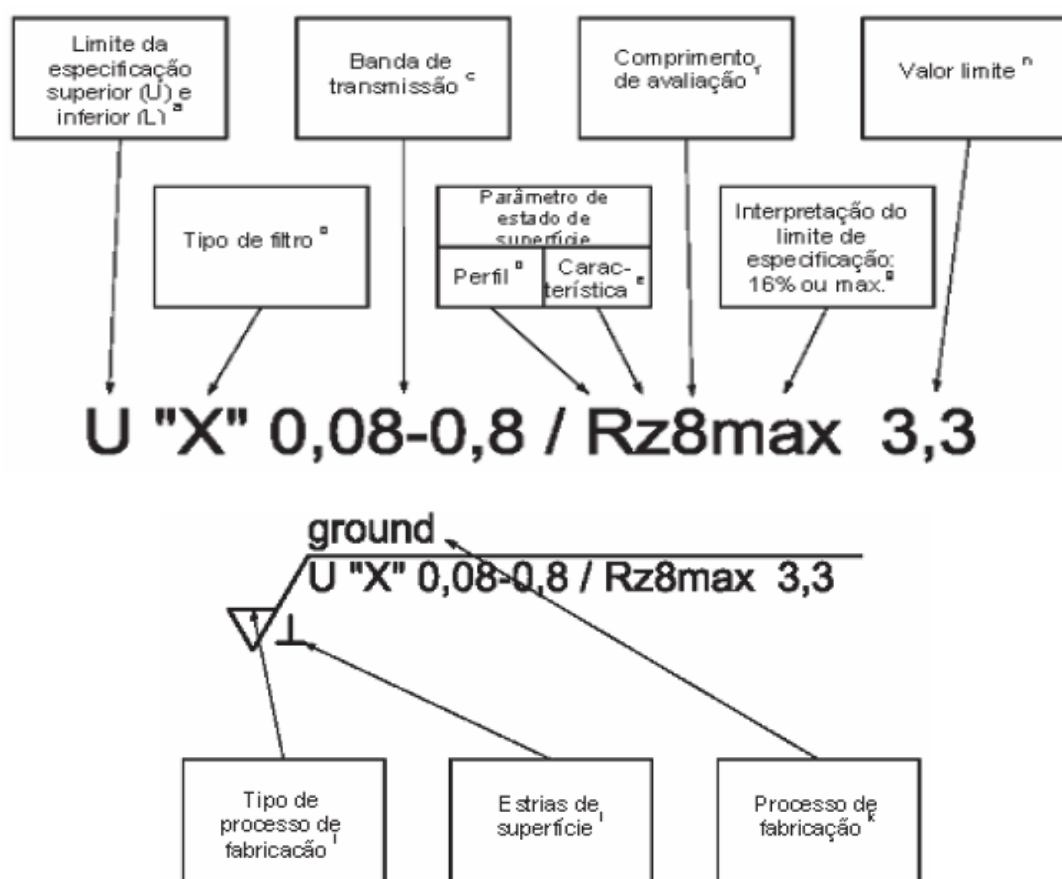 Limite da
especificação
superior (U) e
inferior (L) a
Banda de
transmissão c
Comprimento
de avaliação f
Valor limite
Tipo de filtro
Parâmetro de
estado de
superfície
Perfil
Carac-
terística e
Interpretação do
limite de
especificação:
16% ou max. g
U "X" 0,08-0,8 / Rz8max 3,3
ground
U "X" 0,08-0,8 / Rz8max 3,3
⊥
Tipo de
processo de
fabricacão
Estrias de
superfície
Processo de
fabricação k